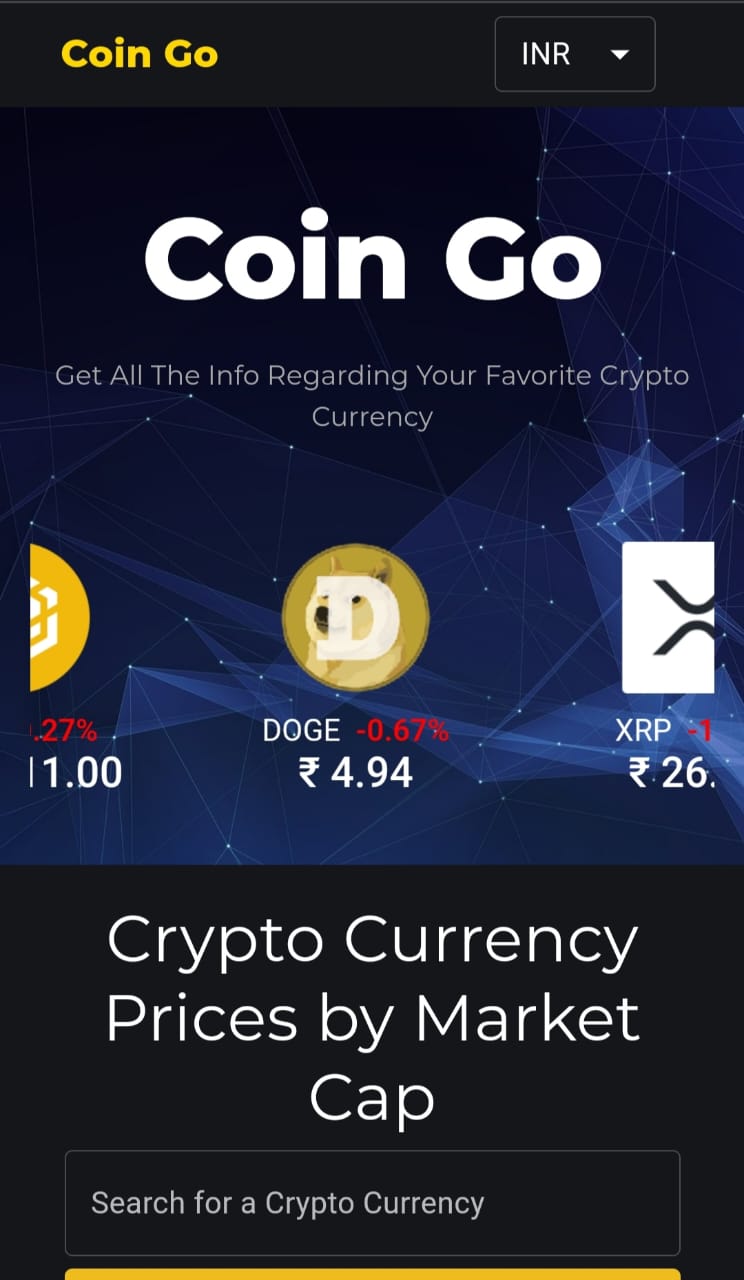 Coin Go
INR
Coin Go
Get All The Info Regarding Your Favorite Crypto
Currency
.27% DOGE -0.67% XRP -1
11.00 ₹ 4.94 ₹ 26.
Crypto Currency
Prices by Market
Cap
Search for a Crypto Currency